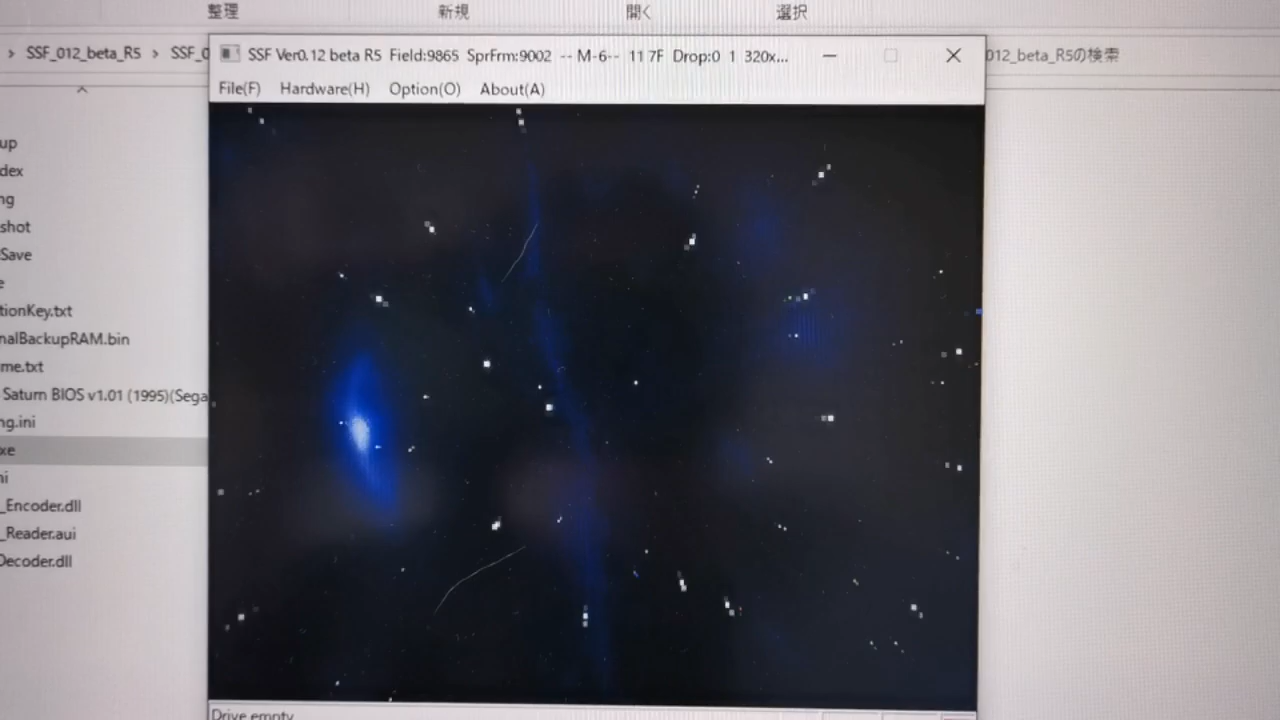 整理 新規 開く 選択
› SSF_012_beta_R5 › SSF_0
012_beta_R5の検索
SSF Ver0.12 beta R5 Field:9865 SprFrm:9002 -- M-6-- 11 7F Drop:0 1 320x...
File(F) Hardware(H) Option(O) About(A)
up
dex
ng
shot
Save
e
tionKey.txt
nalBackupRAM.bin
me.txt
Saturn BIOS v1.01 (1995)(Sega
ng.ini
xe
ni
_Encoder.dll
_Reader.aui
Decoder.dll
Drive empty